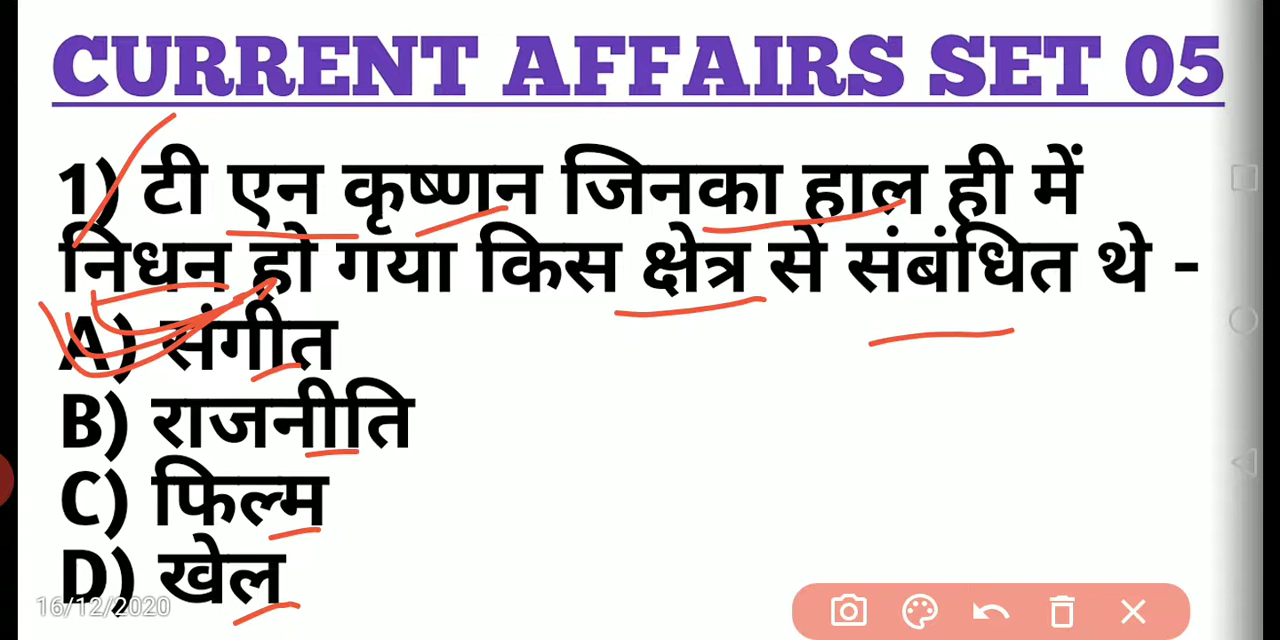 CURRENT AFFAIRS SET 05
1) टी एन कृष्णन जिनका हाल ही में
निधन हो गया किस क्षेत्र से संबंधित थे -
A) संगीत
B) राजनीति
C) फिल्म
D) खेल
16/12/2020